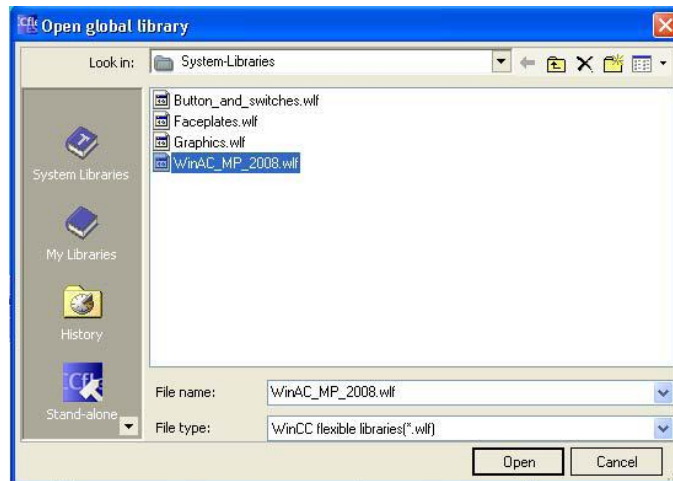 Open global library
Look in:
System-Libraries
Button_and_switches.wlf
Faceplates.wlf
Graphics.wlf
WinAC_MP_2008.wlf
System Libraries
My Libraries
History
Stand-alone
File name:
WinAC_MP_2008.wlf
File type:
WinCC flexible libraries(*.wlf)
Open
Cancel